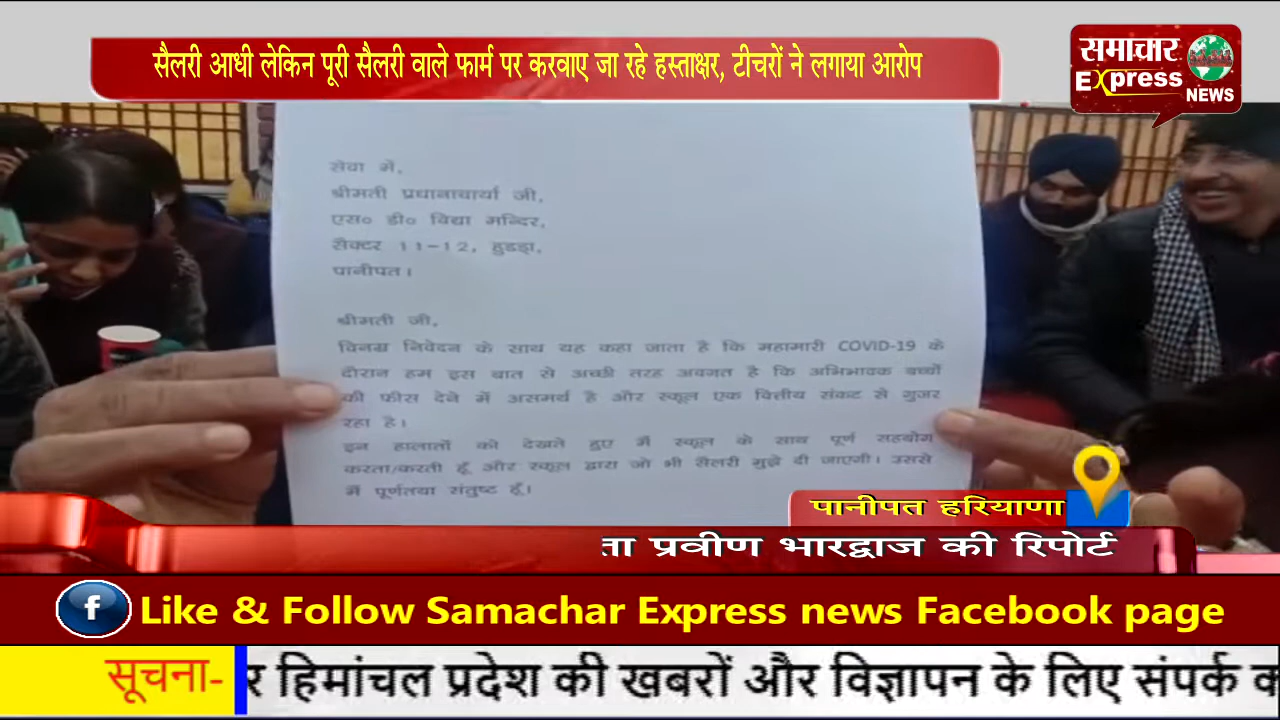 सैलरी आधी लेकिन पूरी सैलरी वाले फार्म पर करवाए जा रहे हस्ताक्षर, टीचरों ने लगाया आरोप
समाचार
Express
NEWS
सेवा में,
श्रीमती प्रधानाचार्या जी,
एस० डी० विद्या मन्दिर,
सैक्टर 11-12, हुडडा,
पानीपत।
श्रीमती जी,
विनम्र निवेदन के साथ यह कहा जाता है कि महामारी COVID-19 के
दौरान हम इस बात से अच्छी तरह अवगत है कि अभिभावक बच्चों
की फीस देने में असमर्थ है और स्कूल एक वित्तीय संकट से गुजर
रहा है।
इन हालातों को देखते हुए मैं स्कूल के साथ पूर्ण सहयोग
करता/करती हूँ और स्कूल द्वारा जो भी सैलरी मुझे दी जाएगी। उससे
मैं पूर्णतया संतुष्ट हूँ।
पानीपत हरियाणा
ता प्रवीण भारद्वाज की रिपोर्ट
f Like & Follow Samachar Express news Facebook page
सूचना- र हिमांचल प्रदेश की खबरों और विज्ञापन के लिए संपर्क क